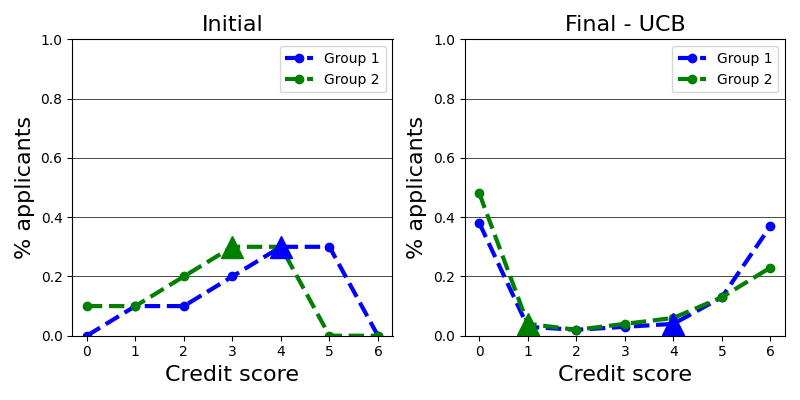 Initial
% applicants
1.0
0.8
0.6
0.4
0.2
0.0
Group 1
Group 2
0 1 2 3 4 5 6
Credit score
Final - UCB
% applicants
1.0
0.8
0.6
0.4
0.2
0.0
Group 1
Group 2
0 1 2 3 4 5 6
Credit score